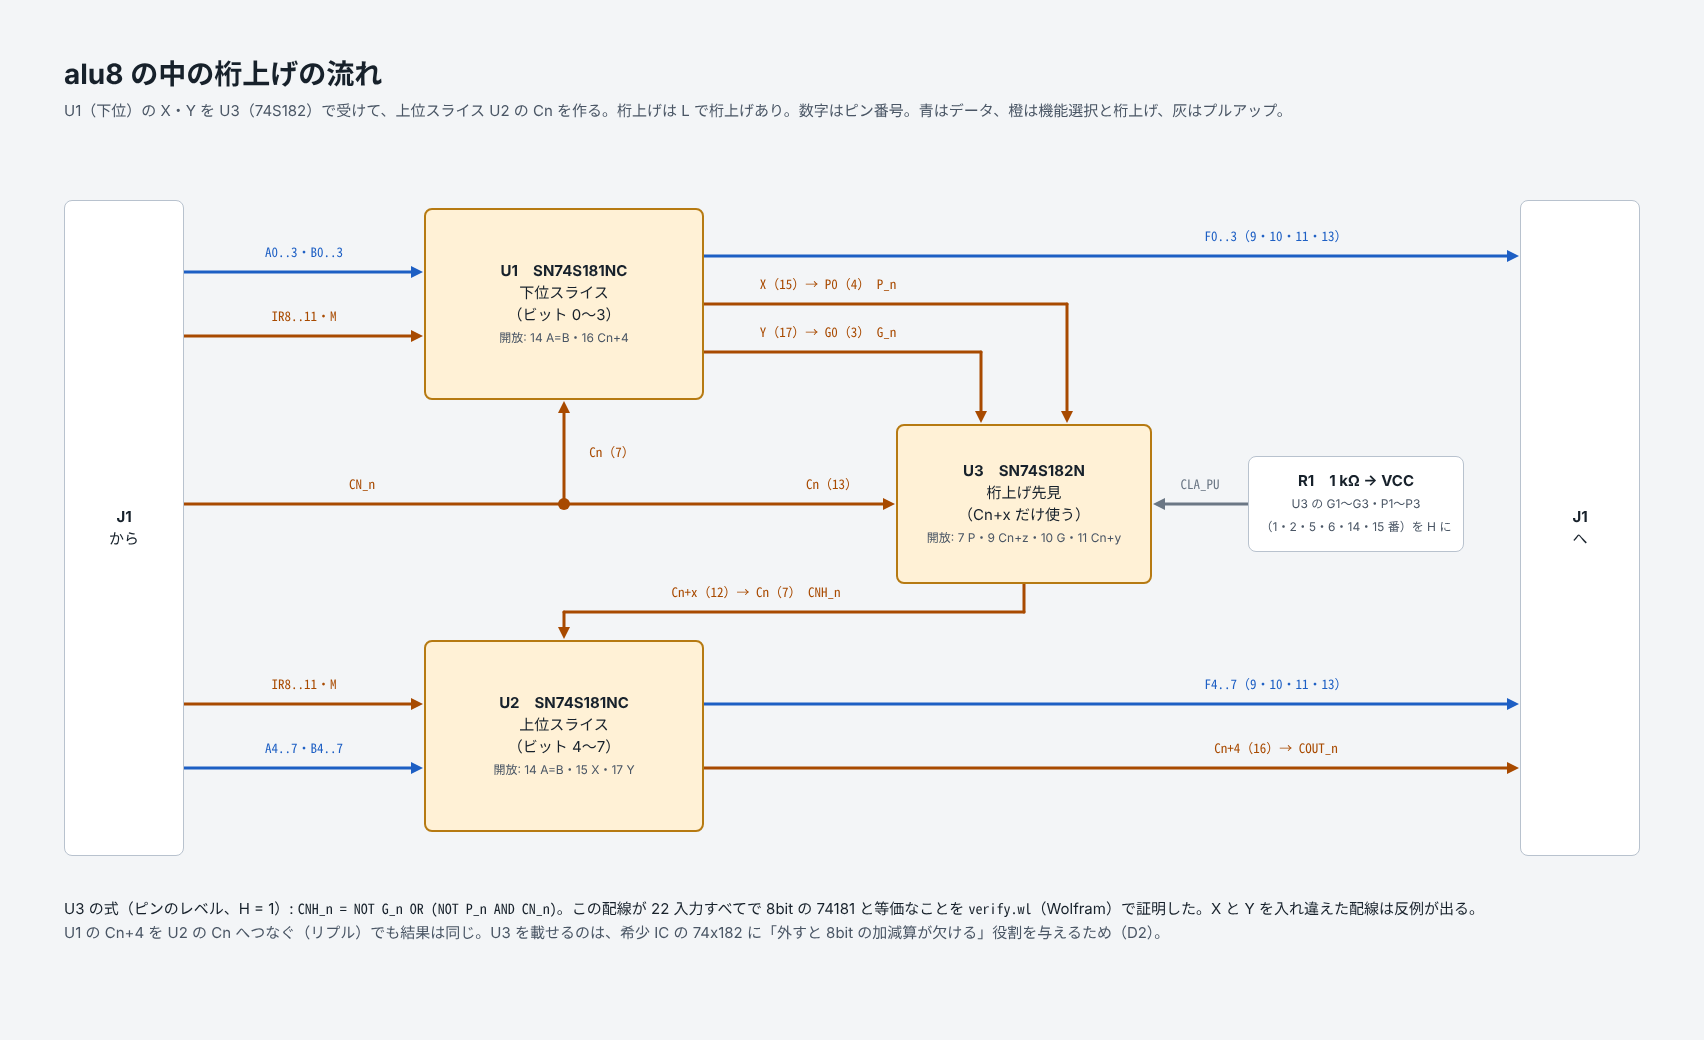 alu8 の中の桁上げの流れ
U1（下位）の X・Y を U3（74S182）で受けて、上位スライス U2 の Cn を作る。桁上げは L で桁上げあり。数字はピン番号。青はデータ、橙は機能選択と桁上げ、灰はプルアップ。
J1
から
A0..3・B0..3
IR8..11・M
U1 SN74S181NC
下位スライス
（ビット 0〜3）
開放: 14 A=B・16 Cn+4
F0..3（9・10・11・13）
X（15）→ P0（4） P_n
Y（17）→ G0（3） G_n
Cn（7）
CN_n
Cn（13）
U3 SN74S182N
桁上げ先見
（Cn+x だけ使う）
開放: 7 P・9 Cn+z・10 G・11 Cn+y
CLA_PU
R1 1 kΩ → VCC
U3 の G1〜G3・P1〜P3
（1・2・5・6・14・15 番）を H に
J1
へ
Cn+x（12）→ Cn（7） CNH_n
IR8..11・M
A4..7・B4..7
U2 SN74S181NC
上位スライス
（ビット 4〜7）
開放: 14 A=B・15 X・17 Y
F4..7（9・10・11・13）
Cn+4（16）→ COUT_n
U3 の式（ピンのレベル、H = 1）: CNH_n = NOT G_n OR (NOT P_n AND CN_n)。この配線が 22 入力すべてで 8bit の 74181 と等価なことを verify.wl（Wolfram）で証明した。X と Y を入れ違えた配線は反例が出る。
U1 の Cn+4 を U2 の Cn へつなぐ（リプル）でも結果は同じ。U3 を載せるのは、希少 IC の 74x182 に「外すと 8bit の加減算が欠ける」役割を与えるため（D2）。